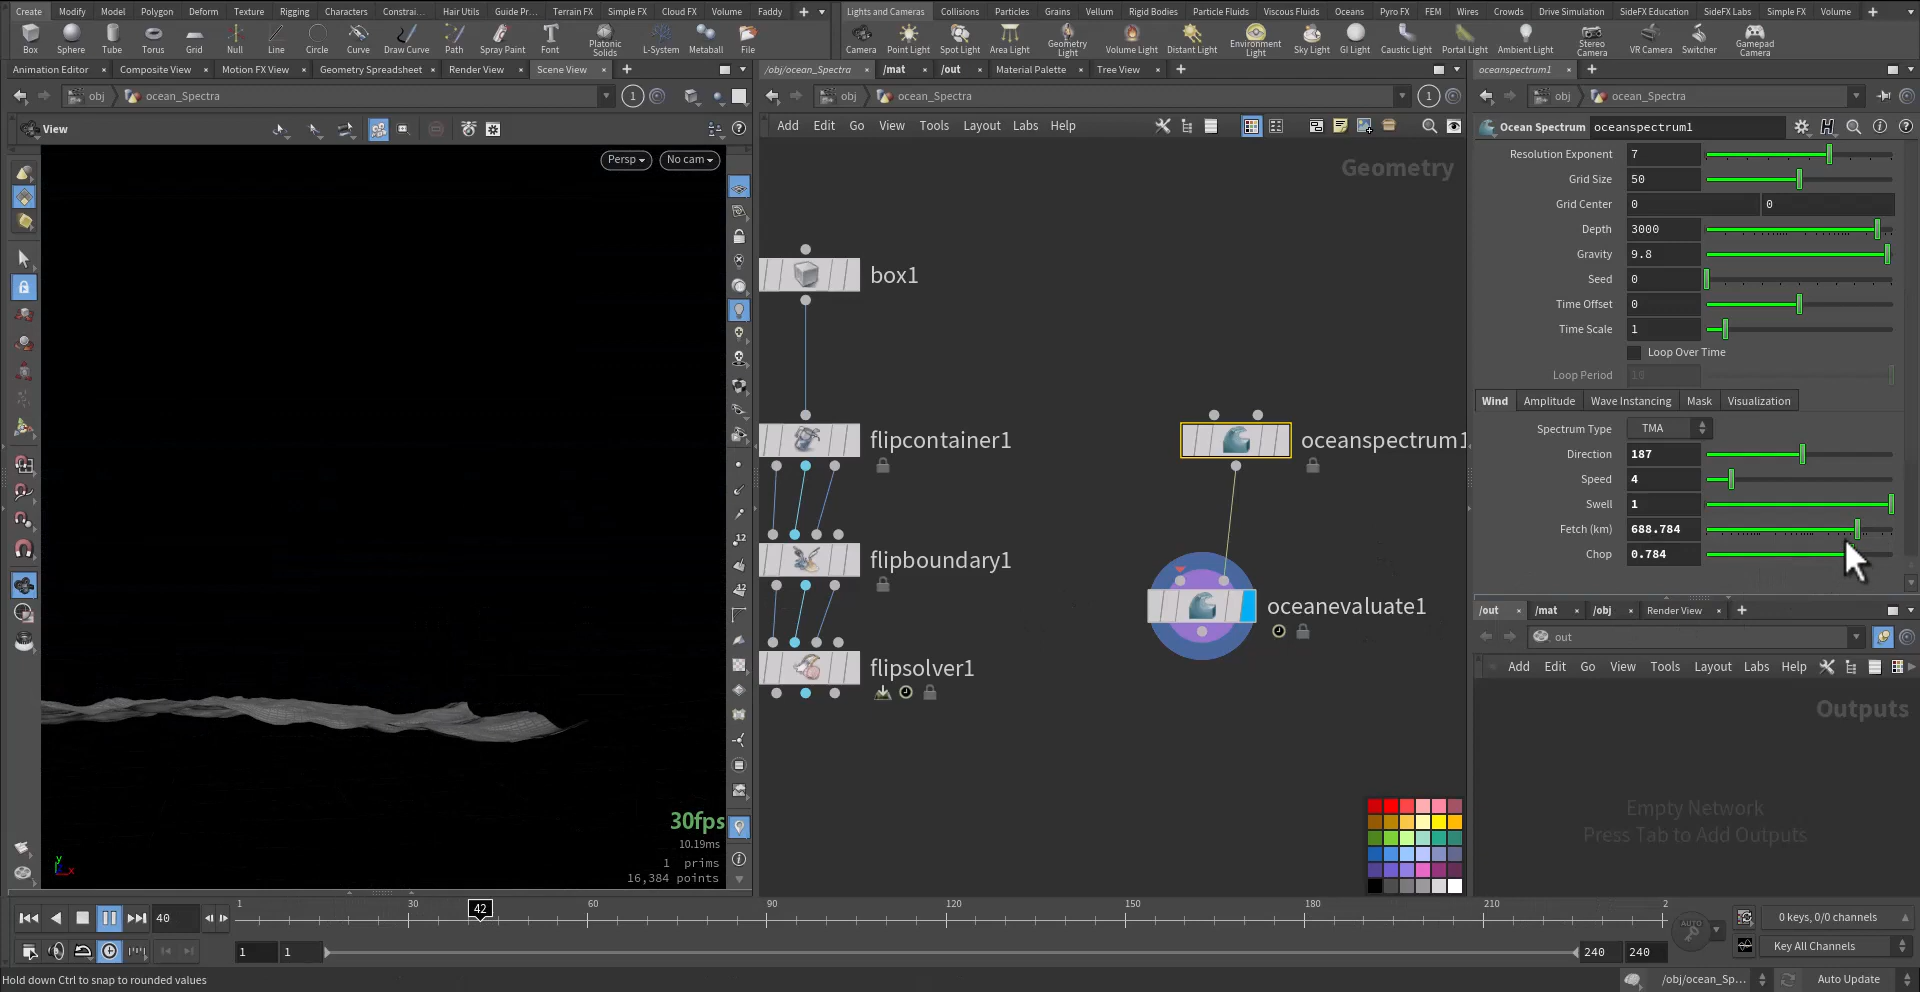 Create Modify Model Polygon Deform Texture Rigging Characters Constrai... Hair Utils Guide Pr... Terrain FX Simple FX Cloud FX Volume Faddy
Lights and Cameras Collisions Particles Grains Vellum Rigid Bodies Particle Fluids Viscous Fluids Oceans Pyro FX FEM Wires Crowds Drive Simulation SideFX Education SideFX Labs Simple FX Volume
Box Sphere Tube Torus Grid Null Line Circle Curve Draw Curve Path Spray Paint Font Platonic Solids L-System Metaball File
Camera Point Light Spot Light Area Light Geometry Light Volume Light Distant Light Environment Light Sky Light GI Light Caustic Light Portal Light Ambient Light Stereo Camera VR Camera Switcher Gamepad Camera
Animation Editor Composite View Motion FX View Geometry Spreadsheet Render View Scene View
/obj/ocean_Spectra /mat /out Material Palette Tree View
oceanspectrum1
obj ocean_Spectra 1
obj ocean_Spectra 1
obj ocean_Spectra
View
Persp No cam
30fps
10.19ms
1 prims
16,384 points
y
x
Add Edit Go View Tools Layout Labs Help
Geometry
box1
flipcontainer1
oceanspectrum1
flipboundary1
oceanevaluate1
flipsolver1
Ocean Spectrum oceanspectrum1
Resolution Exponent 7
Grid Size 50
Grid Center 0 0
Depth 3000
Gravity 9.8
Seed 0
Time Offset 0
Time Scale 1
Loop Over Time
Loop Period 10
Wind Amplitude Wave Instancing Mask Visualization
Spectrum Type TMA
Direction 187
Speed 4
Swell 1
Fetch (km) 688.784
Chop 0.784
/out /mat /obj Render View
out
Add Edit Go View Tools Layout Labs Help
Outputs
Empty Network
Press Tab to Add Outputs
40 1 30 42 60 90 120 150 180 210 2
AUTO
0 keys, 0/0 channels
1 1 240 240
Key All Channels
Hold down Ctrl to snap to rounded values
/obj/ocean_Sp... Auto Update
12
12